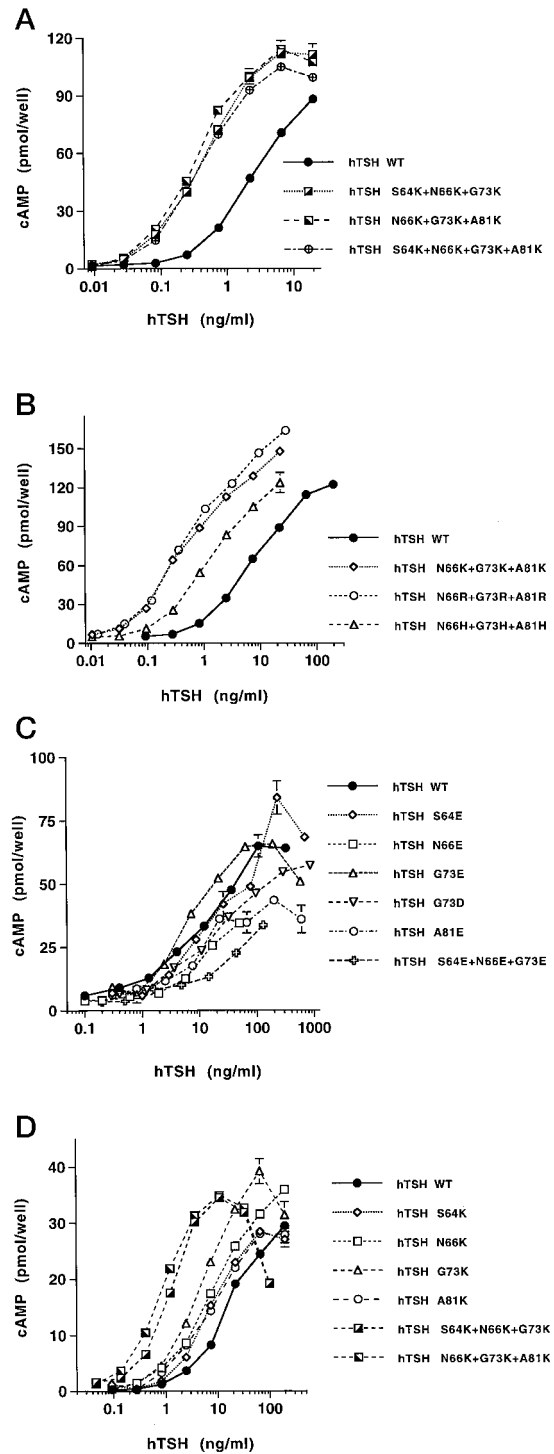 A
120
90
60
30
0
cAMP (pmol/well)
hTSH WT
hTSH S64K+N66K+G73K
hTSH N66K+G73K+A81K
hTSH S64K+N66K+G73K+A81K
0.01 0.1 1 10
hTSH (ng/ml)
B
150
120
90
60
30
0
cAMP (pmol/well)
hTSH WT
hTSH N66K+G73K+A81K
hTSH N66R+G73R+A81R
hTSH N66H+G73H+A81H
0.01 0.1 1 10 100
hTSH (ng/ml)
C
100
75
50
25
0
cAMP (pmol/well)
hTSH WT
hTSH S64E
hTSH N66E
hTSH G73E
hTSH G73D
hTSH A81E
hTSH S64E+N66E+G73E
0.1 1 10 100 1000
hTSH (ng/ml)
D
40
30
20
10
0
cAMP (pmol/well)
hTSH WT
hTSH S64K
hTSH N66K
hTSH G73K
hTSH A81K
hTSH S64K+N66K+G73K
hTSH N66K+G73K+A81K
0.1 1 10 100
hTSH (ng/ml)